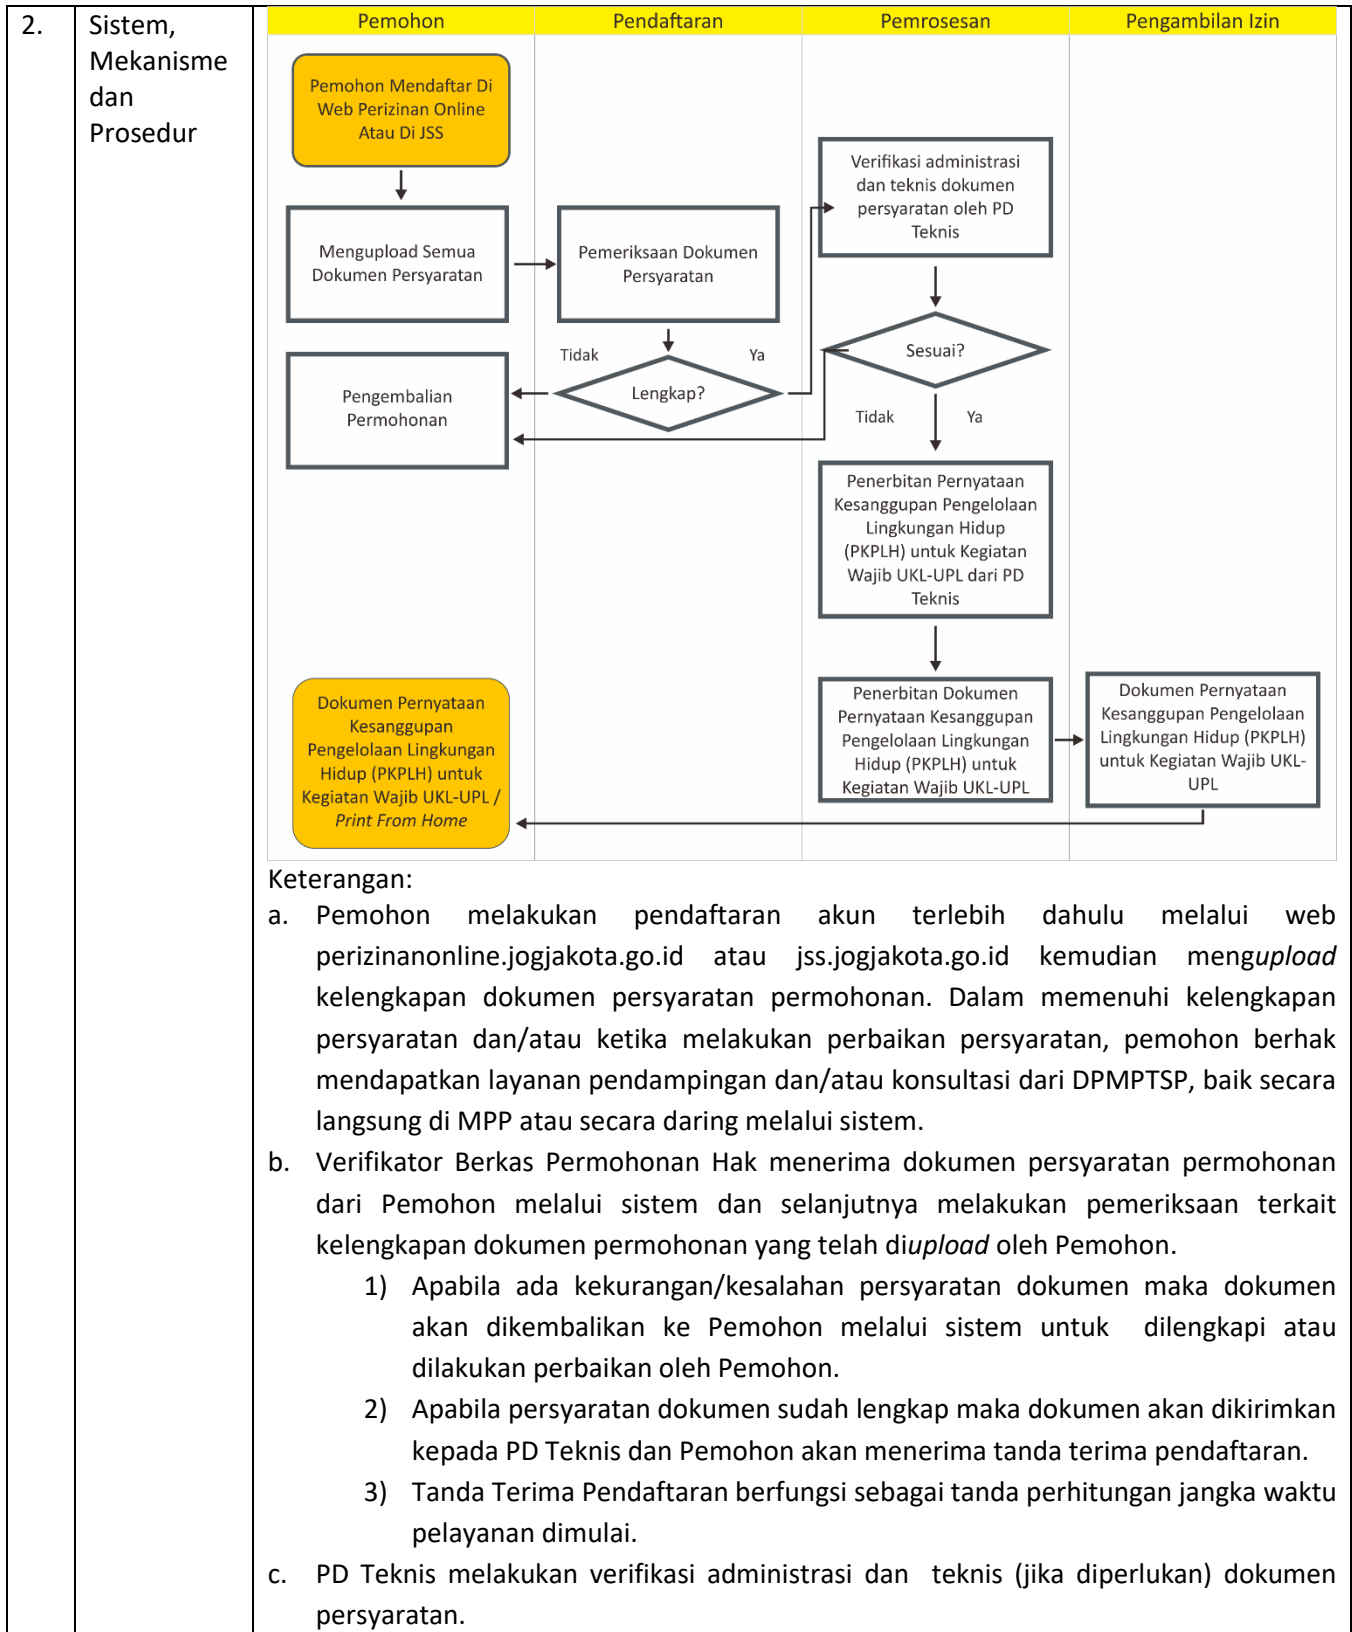 2.
Sistem,
Mekanisme
dan
Prosedur
Pemohon
Pendaftaran
Pemrosesan
Pengambilan Izin
Pemohon Mendaftar Di
Web Perizinan Online
Atau Di JSS
Mengupload Semua
Dokumen Persyaratan
Pemeriksaan Dokumen
Persyaratan
Verifikasi administrasi
dan teknis dokumen
persyaratan oleh PD
Teknis
Tidak
Ya
Lengkap?
Sesuai?
Tidak
Ya
Pengembalian
Permohonan
Penerbitan Pernyataan
Kesanggupan Pengelolaan
Lingkungan Hidup
(PKPLH) untuk Kegiatan
Wajib UKL-UPL dari PD
Teknis
Penerbitan Dokumen
Pernyataan Kesanggupan
Pengelolaan Lingkungan
Hidup (PKPLH) untuk
Kegiatan Wajib UKL-UPL
Dokumen Pernyataan
Kesanggupan Pengelolaan
Lingkungan Hidup (PKPLH)
untuk Kegiatan Wajib UKL-
UPL
Dokumen Pernyataan
Kesanggupan
Pengelolaan Lingkungan
Hidup (PKPLH) untuk
Kegiatan Wajib UKL-UPL /
Print From Home
Keterangan:
a. Pemohon melakukan pendaftaran akun terlebih dahulu melalui web
perizinanonline.jogjakota.go.id atau jss.jogjakota.go.id kemudian mengupload
kelengkapan dokumen persyaratan permohonan. Dalam memenuhi kelengkapan
persyaratan dan/atau ketika melakukan perbaikan persyaratan, pemohon berhak
mendapatkan layanan pendampingan dan/atau konsultasi dari DPMPTSP, baik secara
langsung di MPP atau secara daring melalui sistem.
b. Verifikator Berkas Permohonan Hak menerima dokumen persyaratan permohonan
dari Pemohon melalui sistem dan selanjutnya melakukan pemeriksaan terkait
kelengkapan dokumen permohonan yang telah diupload oleh Pemohon.
1) Apabila ada kekurangan/kesalahan persyaratan dokumen maka dokumen
akan dikembalikan ke Pemohon melalui sistem untuk dilengkapi atau
dilakukan perbaikan oleh Pemohon.
2) Apabila persyaratan dokumen sudah lengkap maka dokumen akan dikirimkan
kepada PD Teknis dan Pemohon akan menerima tanda terima pendaftaran.
3) Tanda Terima Pendaftaran berfungsi sebagai tanda perhitungan jangka waktu
pelayanan dimulai.
c. PD Teknis melakukan verifikasi administrasi dan teknis (jika diperlukan) dokumen
persyaratan.